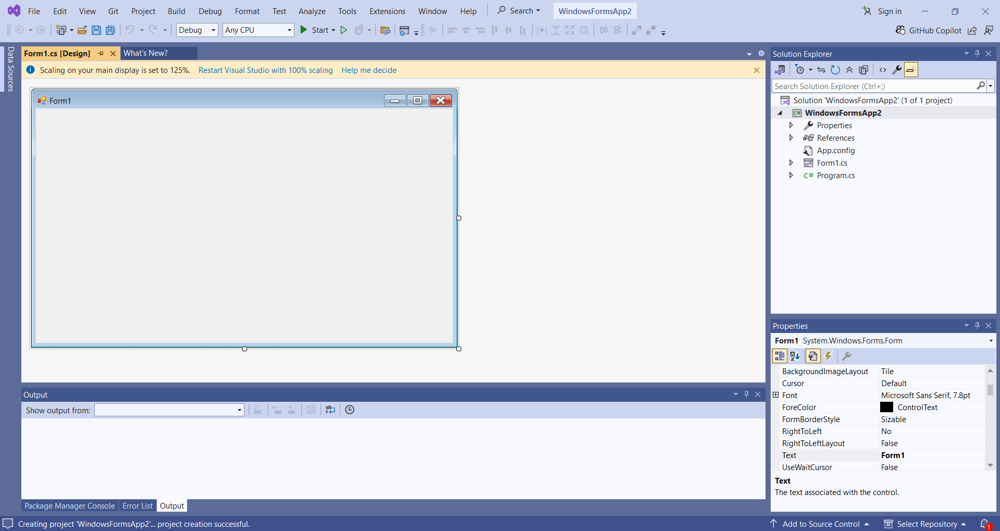 File Edit View Git Project Build Debug Format Test Analyze Tools Extensions Window Help Search WindowsFormsApp2 Sign in
Debug Any CPU Start GitHub Copilot
Data Sources
Form1.cs [Design] What's New?
Scaling on your main display is set to 125%. Restart Visual Studio with 100% scaling Help me decide
Form1
Output
Show output from:
Package Manager Console Error List Output
Solution Explorer
Search Solution Explorer (Ctrl+;)
Solution 'WindowsFormsApp2' (1 of 1 project)
WindowsFormsApp2
Properties
References
App.config
Form1.cs
C# Program.cs
Properties
Form1 System.Windows.Forms.Form
BackgroundImageLayout Tile
Cursor Default
Font Microsoft Sans Serif, 7.8pt
ForeColor ControlText
FormBorderStyle Sizable
RightToLeft No
RightToLeftLayout False
Text Form1
UseWaitCursor False
Text
The text associated with the control.
Creating project 'WindowsFormsApp2'... project creation successful. Add to Source Control Select Repository 1